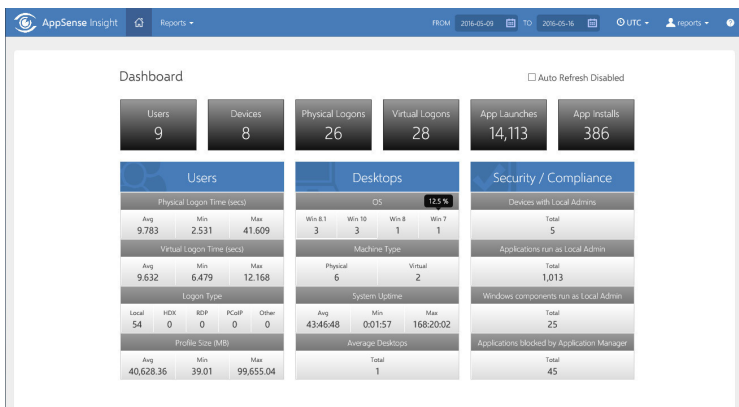 AppSense Insight Reports FROM 2016-05-09 TO 2016-05-16 UTC reports ?
Dashboard
Auto Refresh Disabled
Users Devices Physical Logons Virtual Logons App Launches App Installs
9 8 26 28 14,113 386
Users
Physical Logon Time (secs)
Avg Min Max
9.783 2.531 41.609
Virtual Logon Time (secs)
Avg Min Max
9.632 6.479 12.168
Logon Type
Local HDX RDP PCoIP Other
54 0 0 0 0
Profile Size (MB)
Avg Min Max
40,628.36 39.01 99,655.04
Desktops
OS 12.5 %
Win 8.1 Win 10 Win 8 Win 7
3 3 1 1
Machine Type
Physical Virtual
6 2
System Uptime
Avg Min Max
43:46:48 0:01:57 168:20:02
Average Desktops
Total
1
Security / Compliance
Devices with Local Admins
Total
5
Applications run as Local Admin
Total
1,013
Windows components run as Local Admin
Total
25
Applications blocked by Application Manager
Total
45